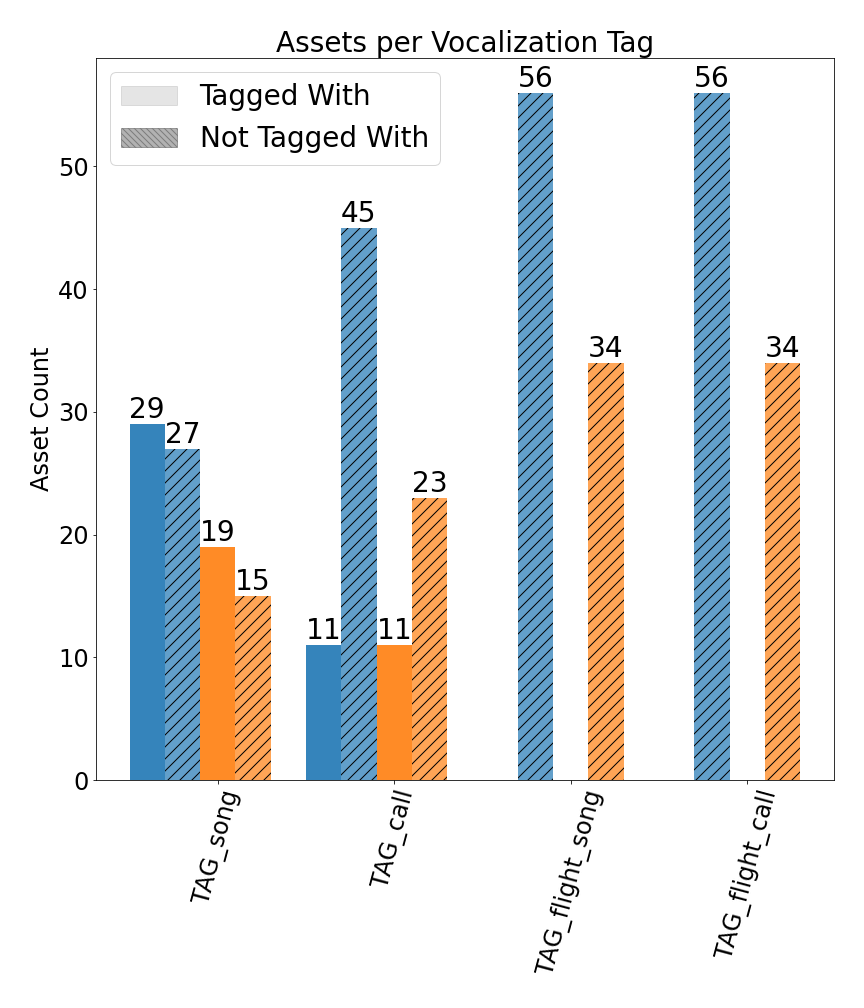 Assets per Vocalization Tag
Tagged With
Not Tagged With
Asset Count
50
40
30
20
10
0
29
27
19
15
11
45
11
23
56
34
56
34
TAG_song
TAG_call
TAG_flight_song
TAG_flight_call